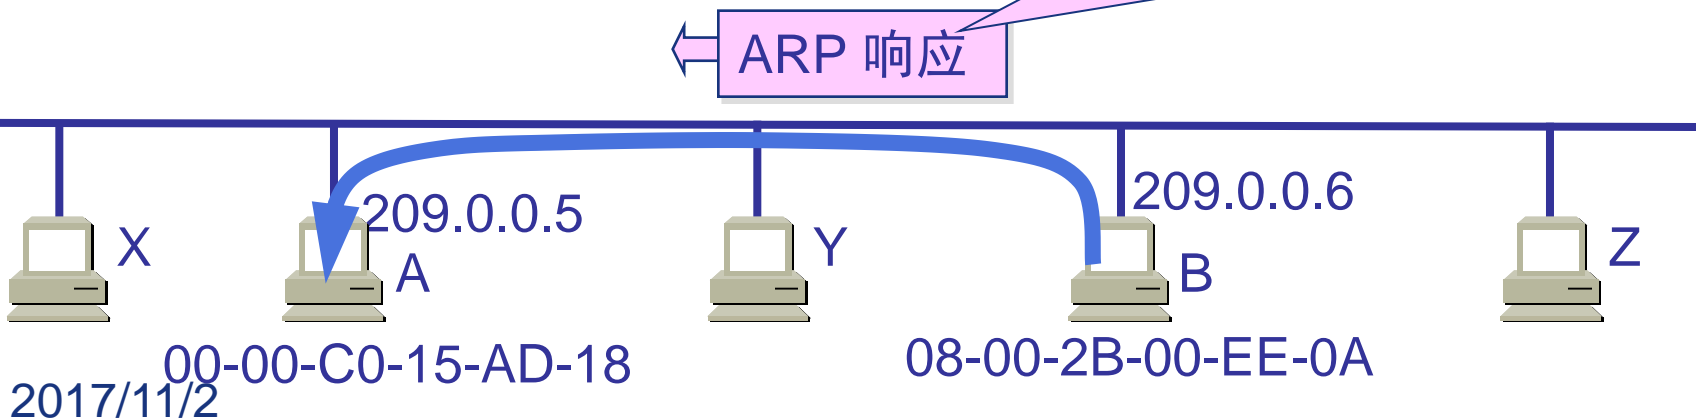 ARP 响应
209.0.0.5
209.0.0.6
X
A
Y
B
Z
00-00-C0-15-AD-18
08-00-2B-00-EE-0A
2017/11/2